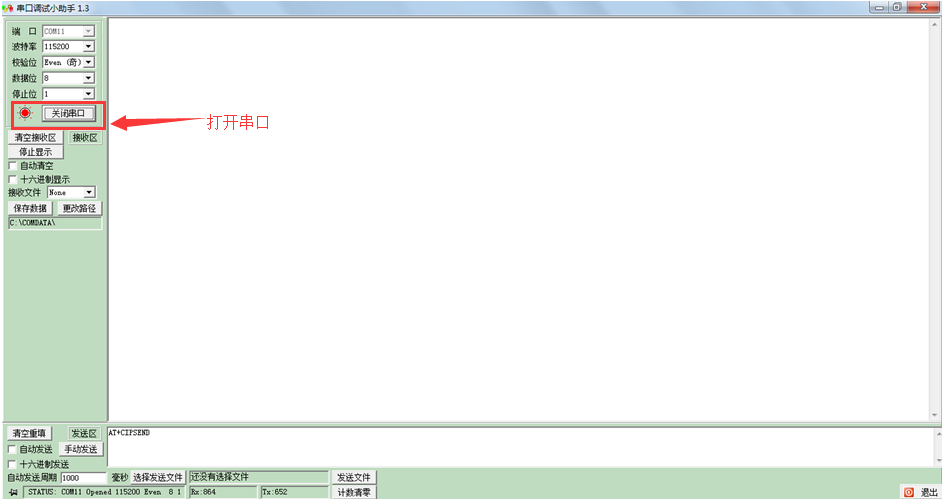 串口调试小助手 1.3
端 口 COM11
波特率 115200
校验位 Even (奇)
数据位 8
停止位 1
关闭串口
打开串口
清空接收区 接收区
停止显示
自动清空
十六进制显示
接收文件 None
保存数据 更改路径
C:\COMDATA\
清空重填 发送区 AT+CIPSEND
自动发送 手动发送
十六进制发送
自动发送周期 1000 毫秒 选择发送文件 还没有选择文件 发送文件
STATUS: COM11 Opened 115200 Even 8 1 Rx:864 Tx:652 计数清零 退出